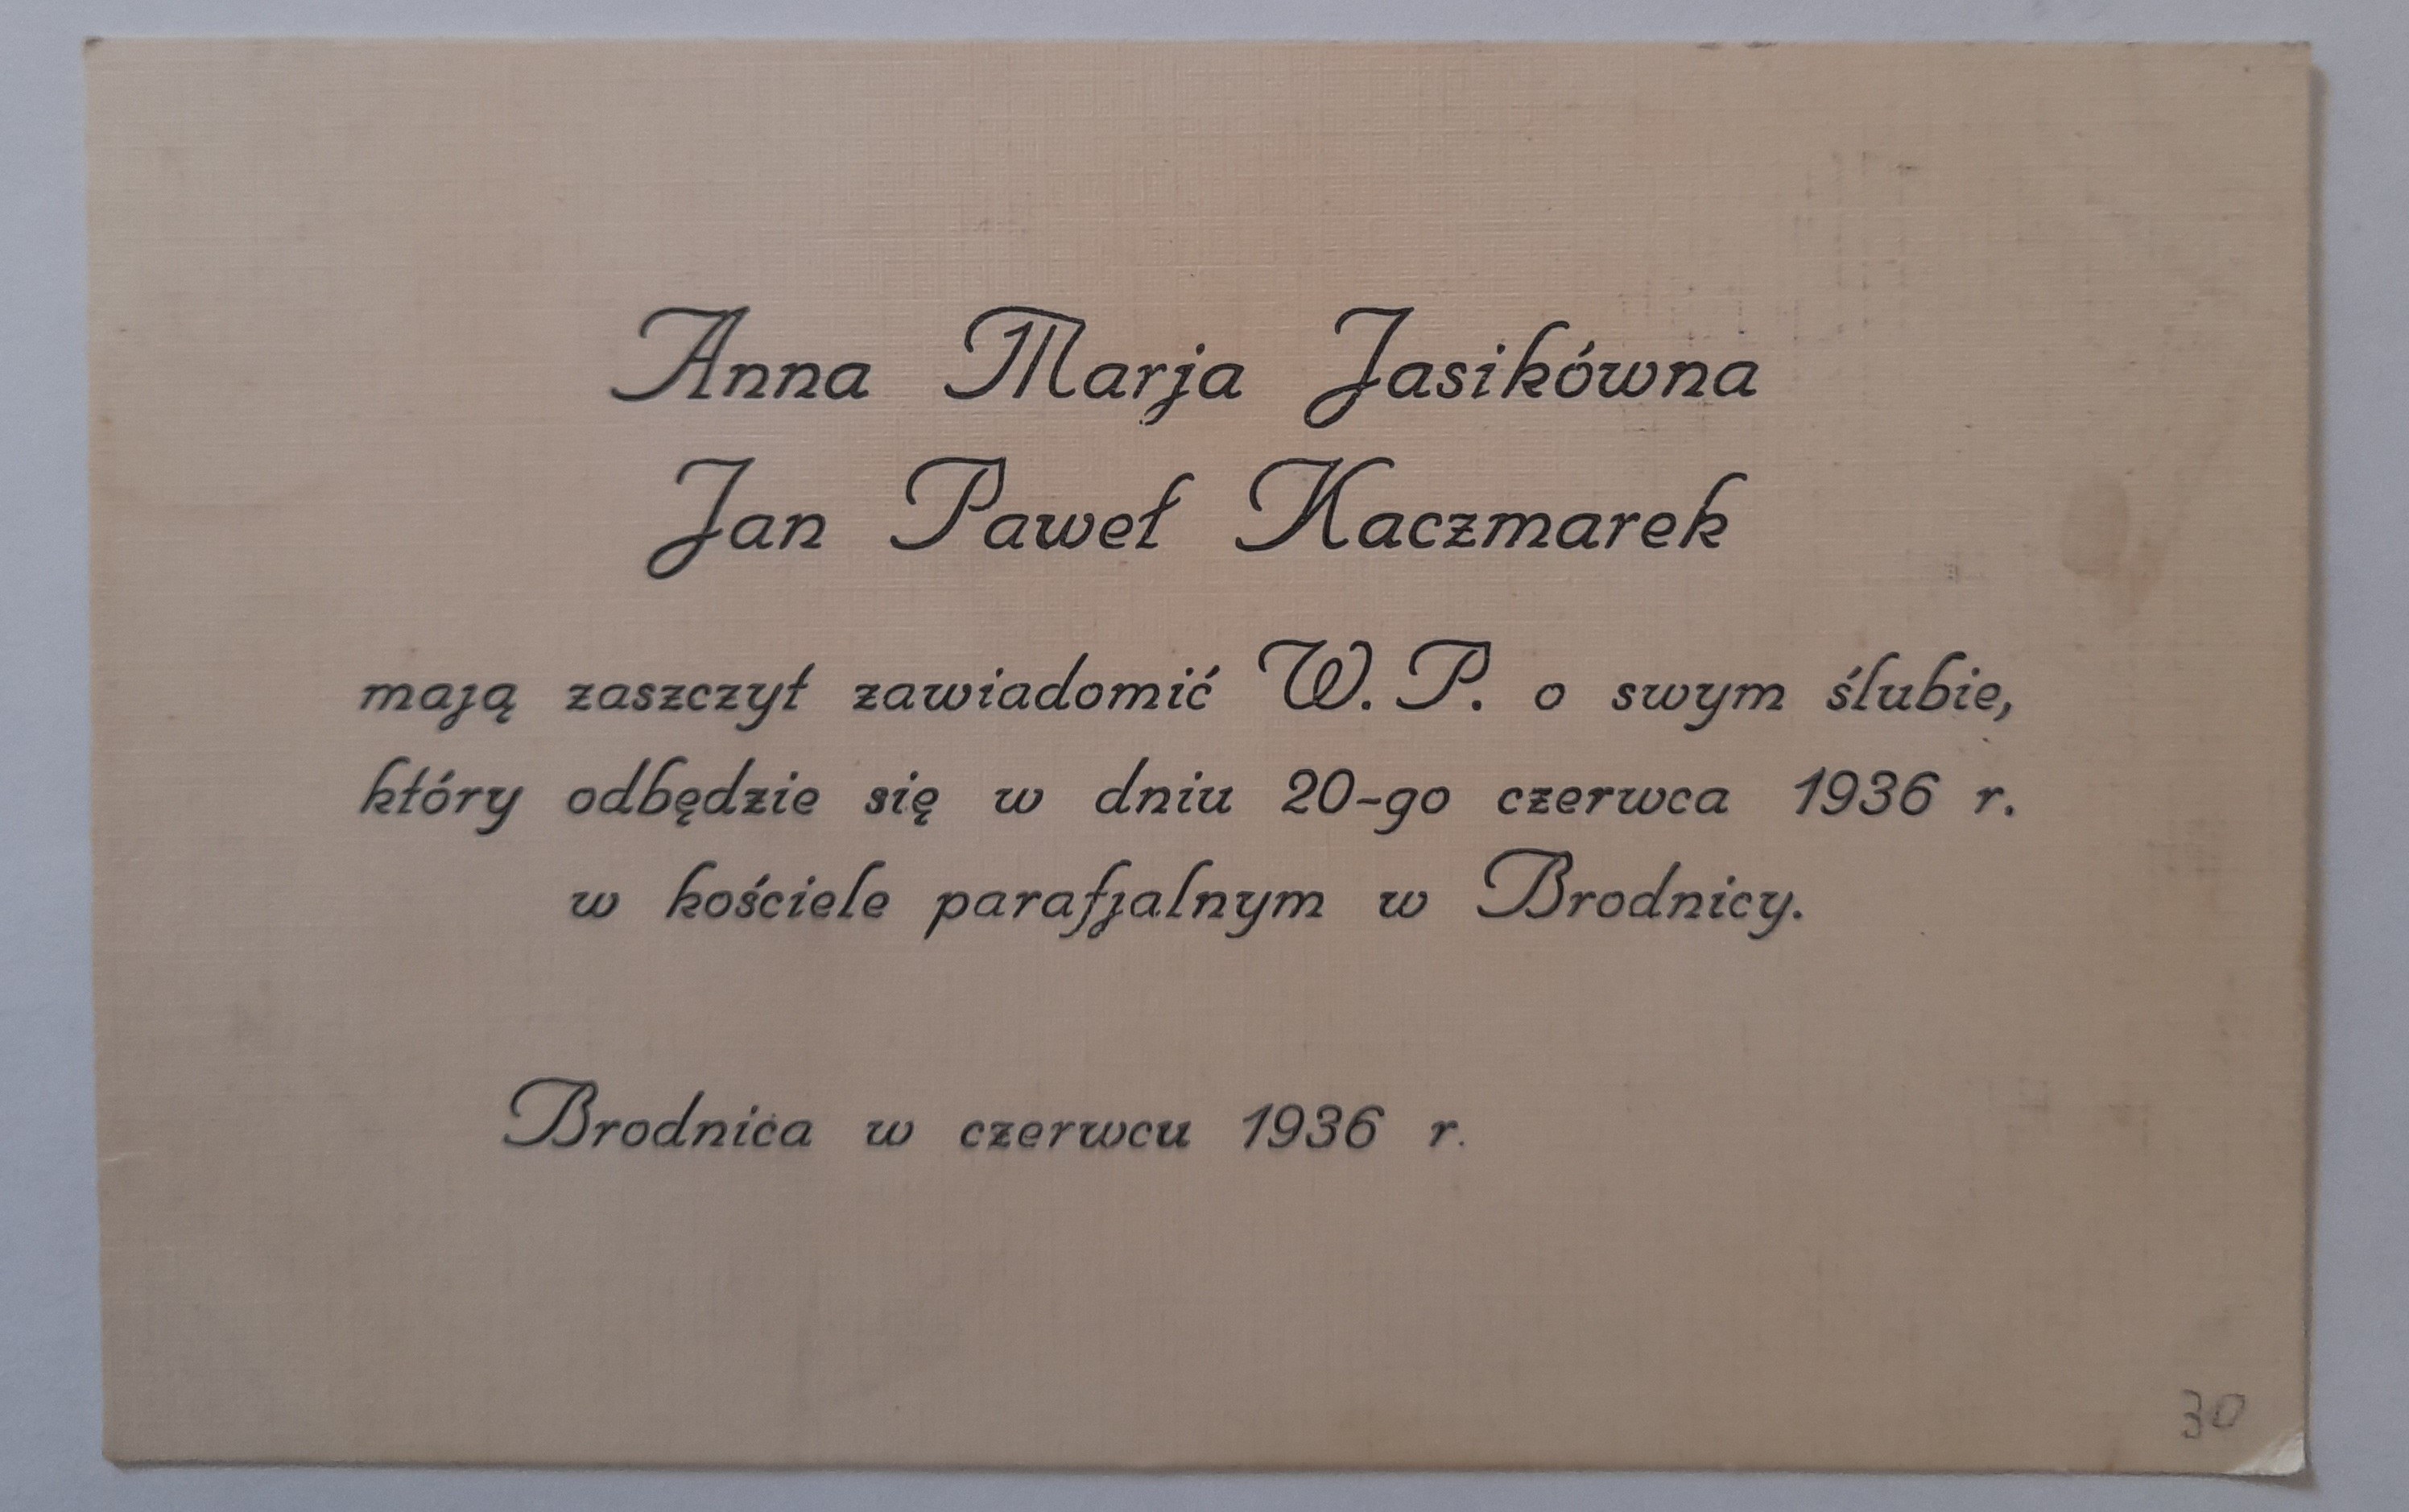 Anna Marja Jasikówna
Jan Paweł Kaczmarek
mają zaszczyt zawiadomić W. P. o swym ślubie,
który odbędzie się w dniu 20-go czerwca 1936 r.
w kościele parafjalnym w Brodnicy.
Brodnica w czerwcu 1936 r.
30